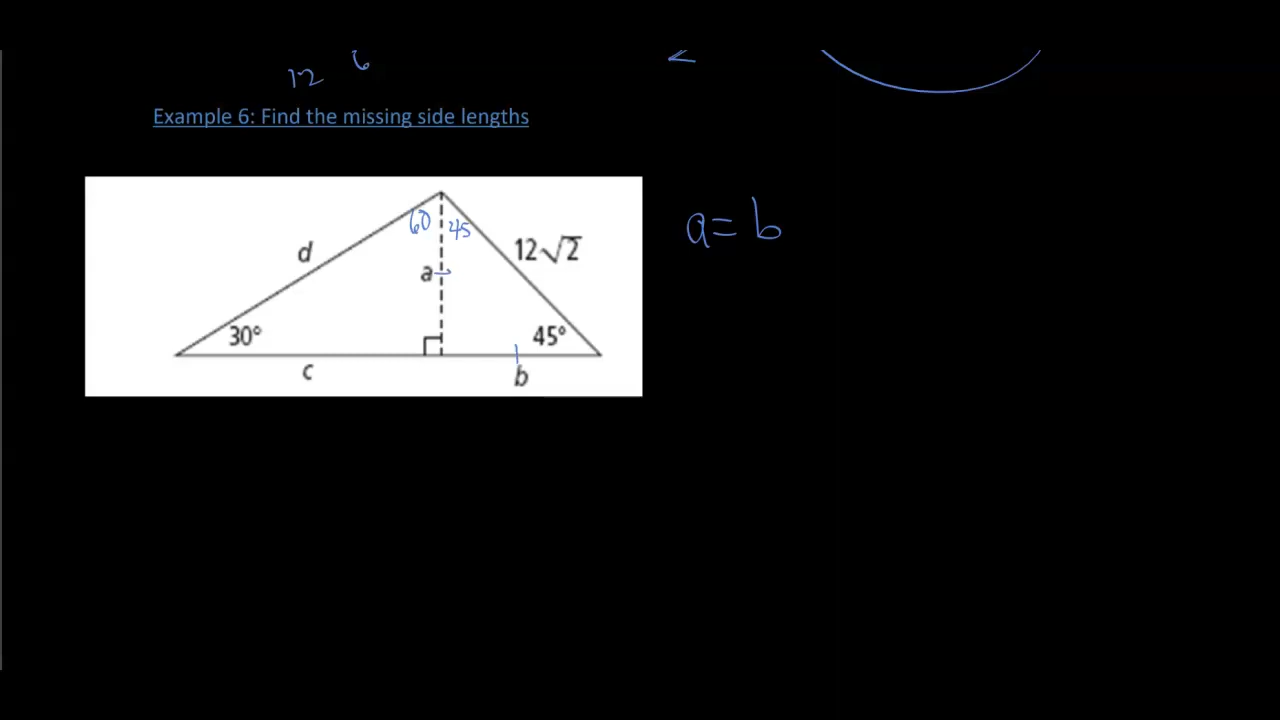 12 6
Example 6: Find the missing side lengths
60 45
d
12√2
a = b
a
30°
45°
c
b